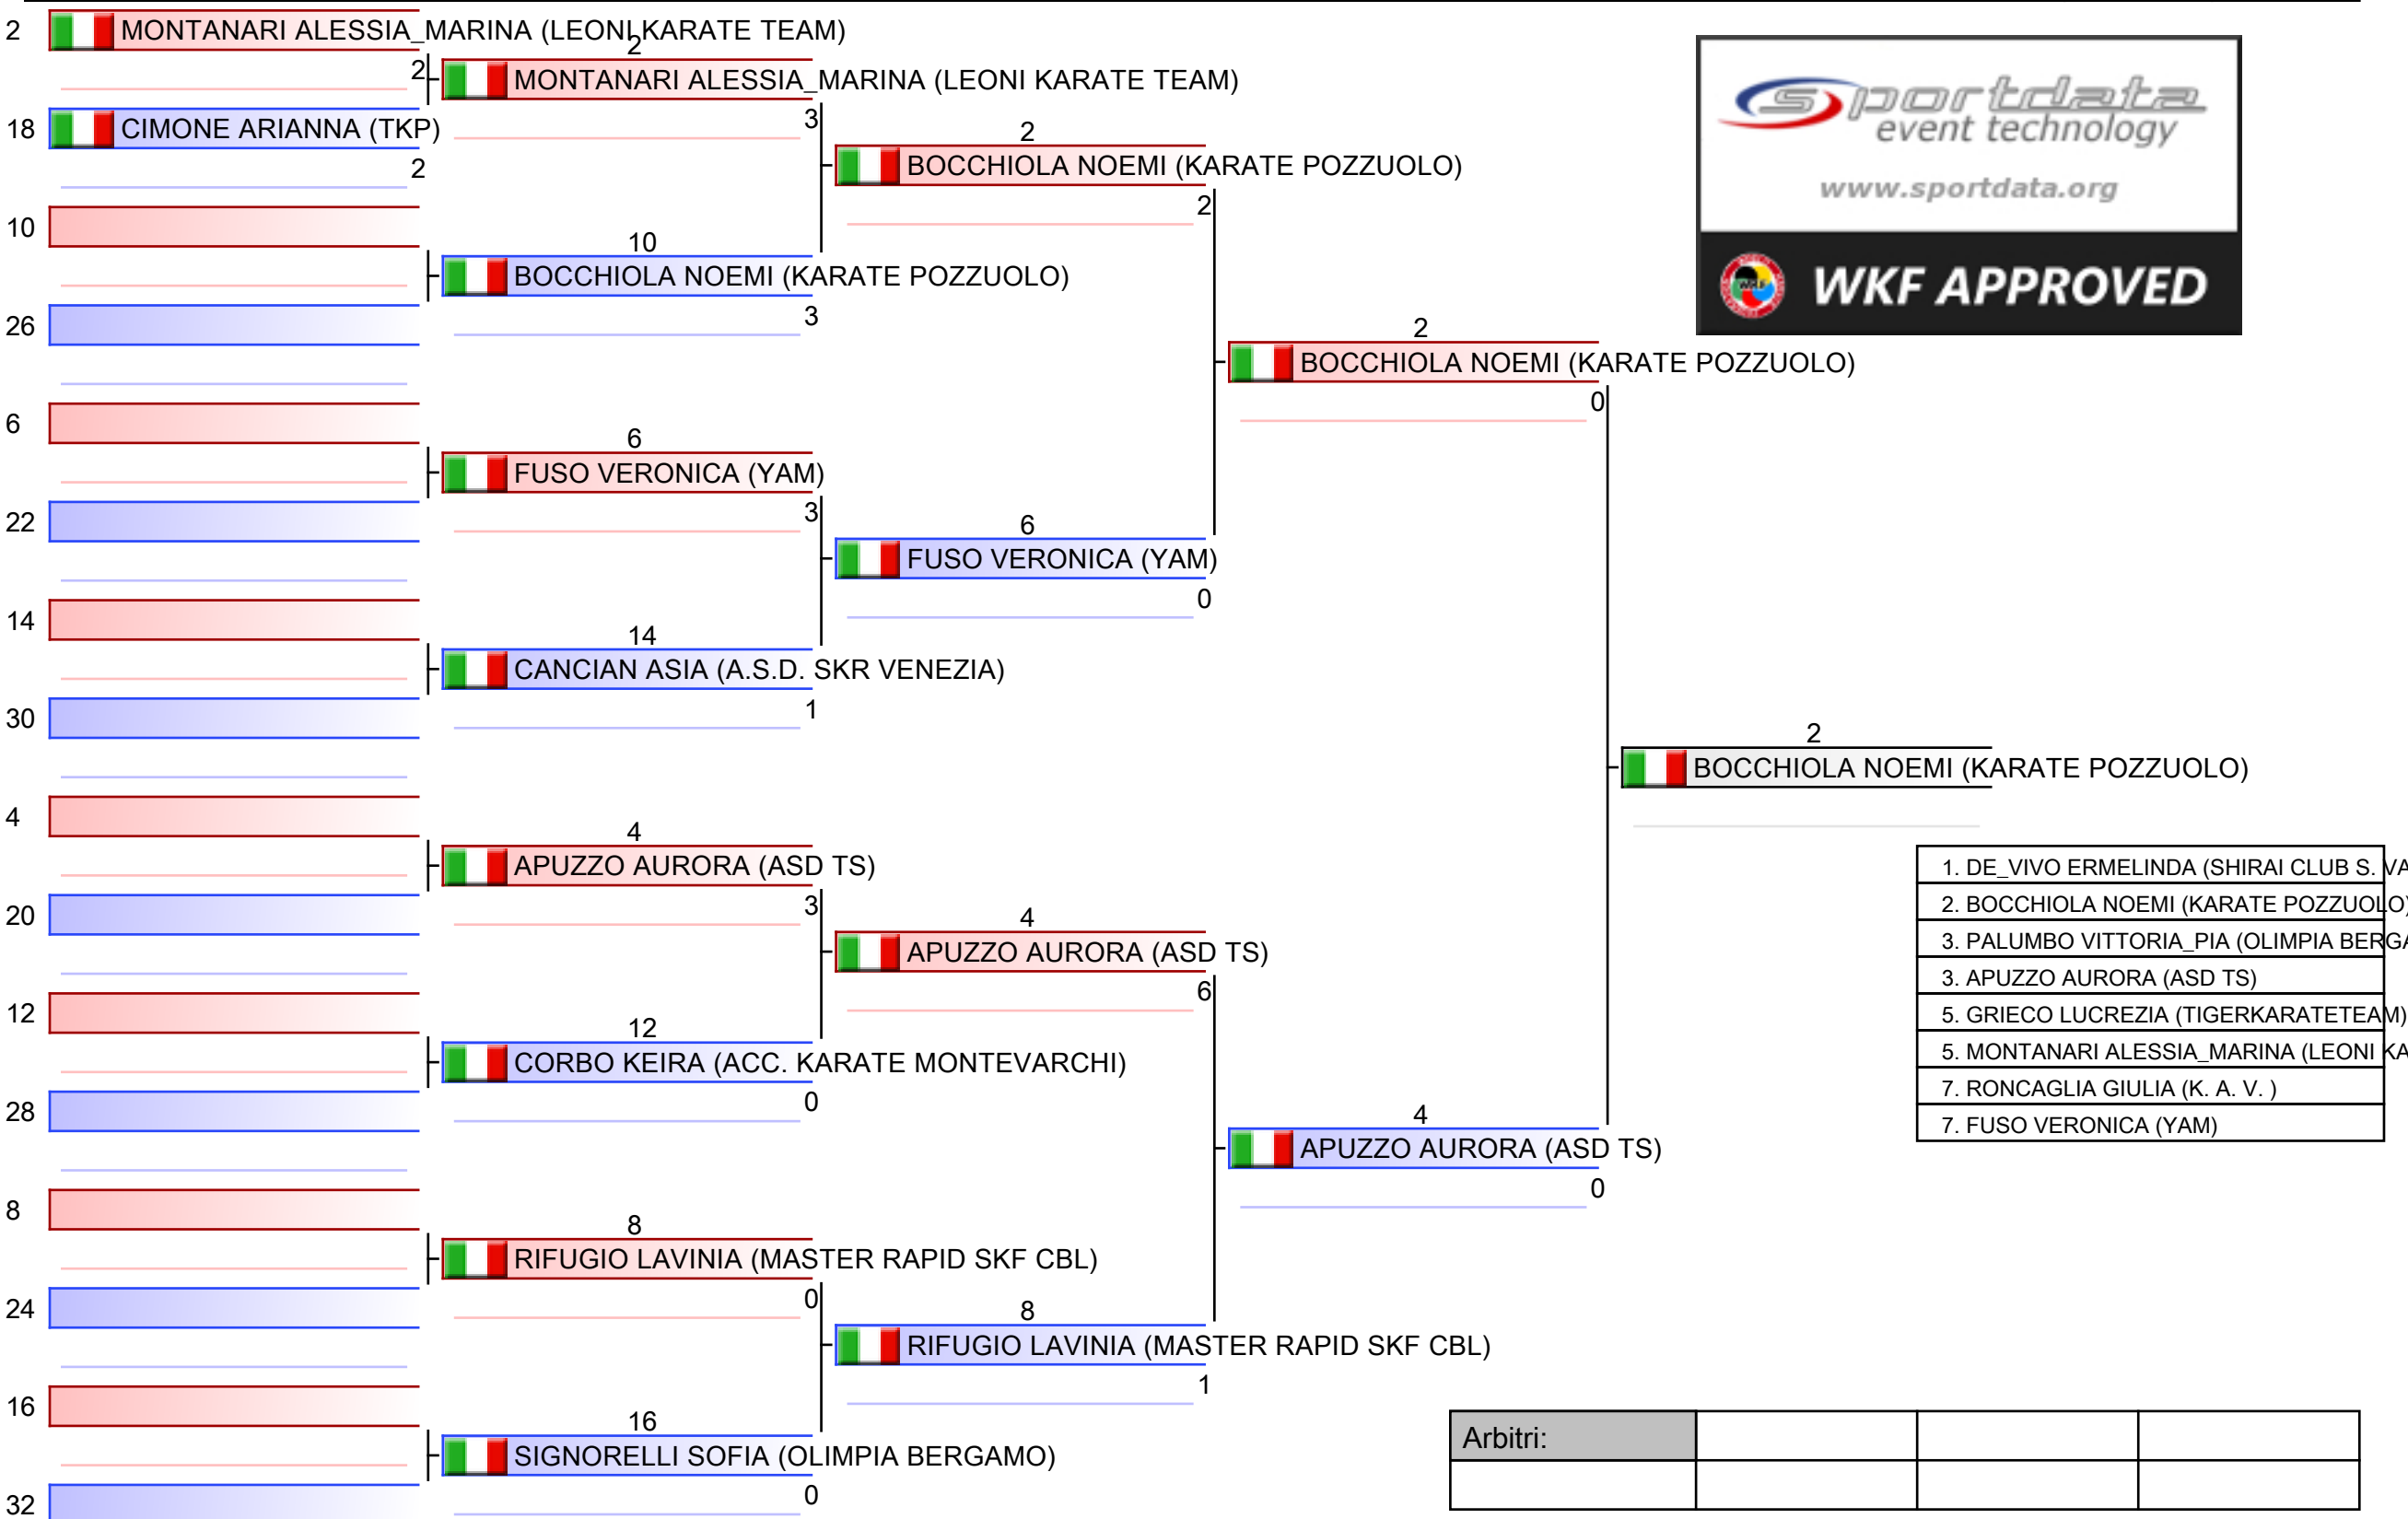 2 MONTANARI ALESSIA_MARINA (LEONI KARATE TEAM)
2
2
MONTANARI ALESSIA_MARINA (LEONI KARATE TEAM)
3
18 CIMONE ARIANNA (TKP)
2
2
BOCCHIOLA NOEMI (KARATE POZZUOLO)
2
10
10
BOCCHIOLA NOEMI (KARATE POZZUOLO)
3
26
2
BOCCHIOLA NOEMI (KARATE POZZUOLO)
0
6
6
FUSO VERONICA (YAM)
3
22
6
FUSO VERONICA (YAM)
0
14
14
CANCIAN ASIA (A.S.D. SKR VENEZIA)
1
30
2
BOCCHIOLA NOEMI (KARATE POZZUOLO)
4
4
APUZZO AURORA (ASD TS)
3
20
4
APUZZO AURORA (ASD TS)
6
12
12
CORBO KEIRA (ACC. KARATE MONTEVARCHI)
0
28
4
APUZZO AURORA (ASD TS)
0
8
8
RIFUGIO LAVINIA (MASTER RAPID SKF CBL)
0
24
8
RIFUGIO LAVINIA (MASTER RAPID SKF CBL)
1
16
16
SIGNORELLI SOFIA (OLIMPIA BERGAMO)
0
32
sportdata
event technology
www.sportdata.org
WKF APPROVED
1. DE_VIVO ERMELINDA (SHIRAI CLUB S. VA
2. BOCCHIOLA NOEMI (KARATE POZZUOLO)
3. PALUMBO VITTORIA_PIA (OLIMPIA BERGA
3. APUZZO AURORA (ASD TS)
5. GRIECO LUCREZIA (TIGERKARATETEAM)
5. MONTANARI ALESSIA_MARINA (LEONI KA
7. RONCAGLIA GIULIA (K. A. V. )
7. FUSO VERONICA (YAM)
Arbitri: